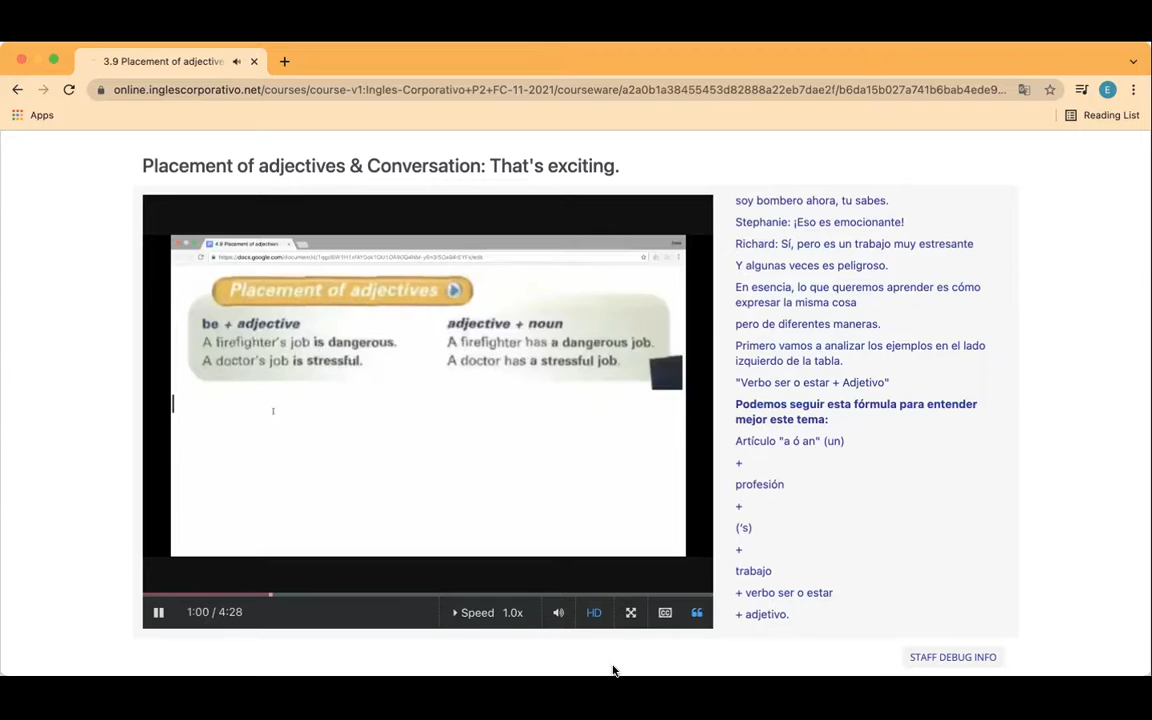 3.9 Placement of adjective
online.inglescorporativo.net/courses/course-v1:Ingles-Corporativo+P2+FC-11-2021/courseware/a2a0b1a38455453d82888a22eb7dae2f/b6da15b027a741b6bab4ede9...
E
Apps
Reading List
Placement of adjectives & Conversation: That's exciting.
4.9 Placement of adjectives
Placement of adjectives
be + adjective
A firefighter's job is dangerous.
A doctor's job is stressful.
adjective + noun
A firefighter has a dangerous job.
A doctor has a stressful job.
1:00 / 4:28
Speed 1.0x
HD
CC
soy bombero ahora, tu sabes.
Stephanie: ¡Eso es emocionante!
Richard: Sí, pero es un trabajo muy estresante
Y algunas veces es peligroso.
En esencia, lo que queremos aprender es cómo
expresar la misma cosa
pero de diferentes maneras.
Primero vamos a analizar los ejemplos en el lado
izquierdo de la tabla.
"Verbo ser o estar + Adjetivo"
Podemos seguir esta fórmula para entender
mejor este tema:
Artículo "a ó an" (un)
+
profesión
+
('s)
+
trabajo
+ verbo ser o estar
+ adjetivo.
STAFF DEBUG INFO